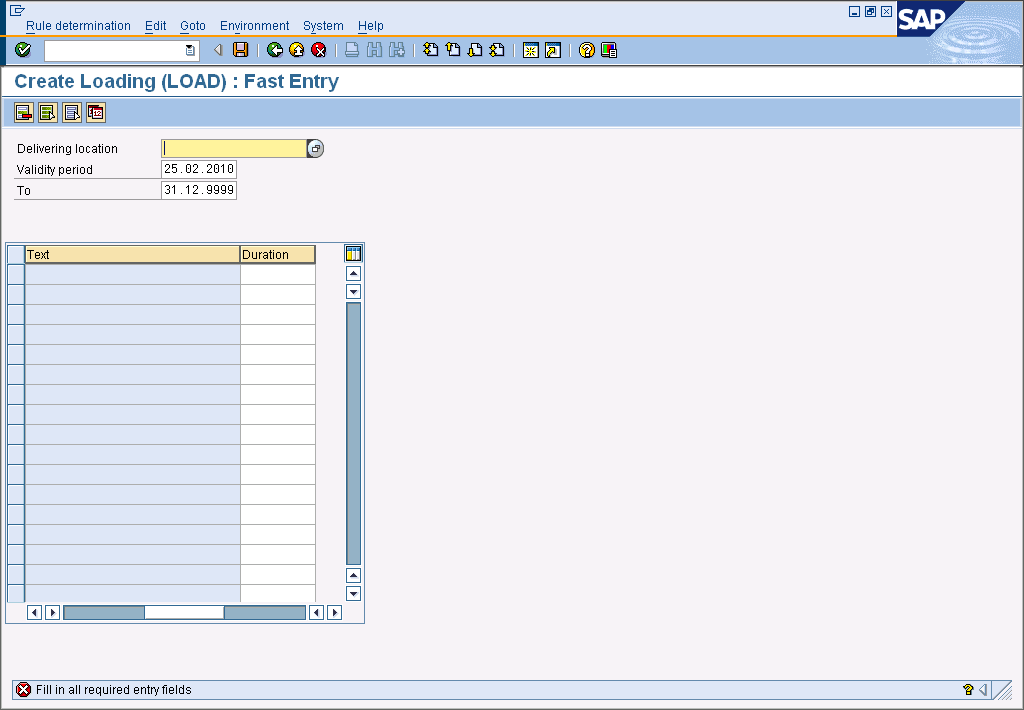 Rule determination Edit Goto Environment System Help
SAP
Create Loading (LOAD) : Fast Entry
Delivering location
Validity period 25.02.2010
To 31.12.9999
Text Duration
Fill in all required entry fields